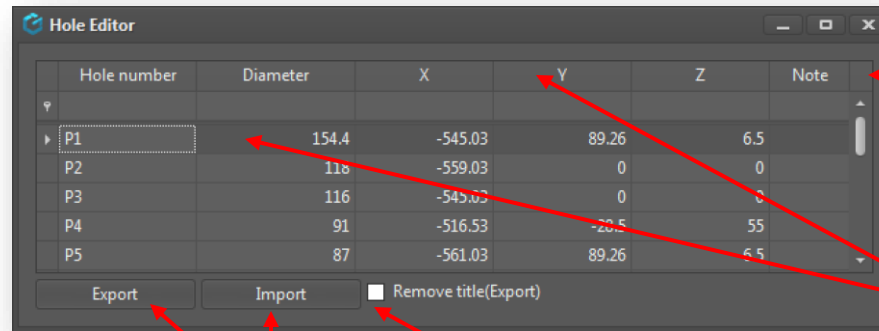 Hole Editor
Hole number Diameter X Y Z Note
P1 154.4 -545.03 89.26 6.5
P2 118 -559.03 0 0
P3 116 -545.03 0 0
P4 91 -516.53 -28.5 55
P5 87 -561.03 89.26 6.5
Export Import Remove title(Export)